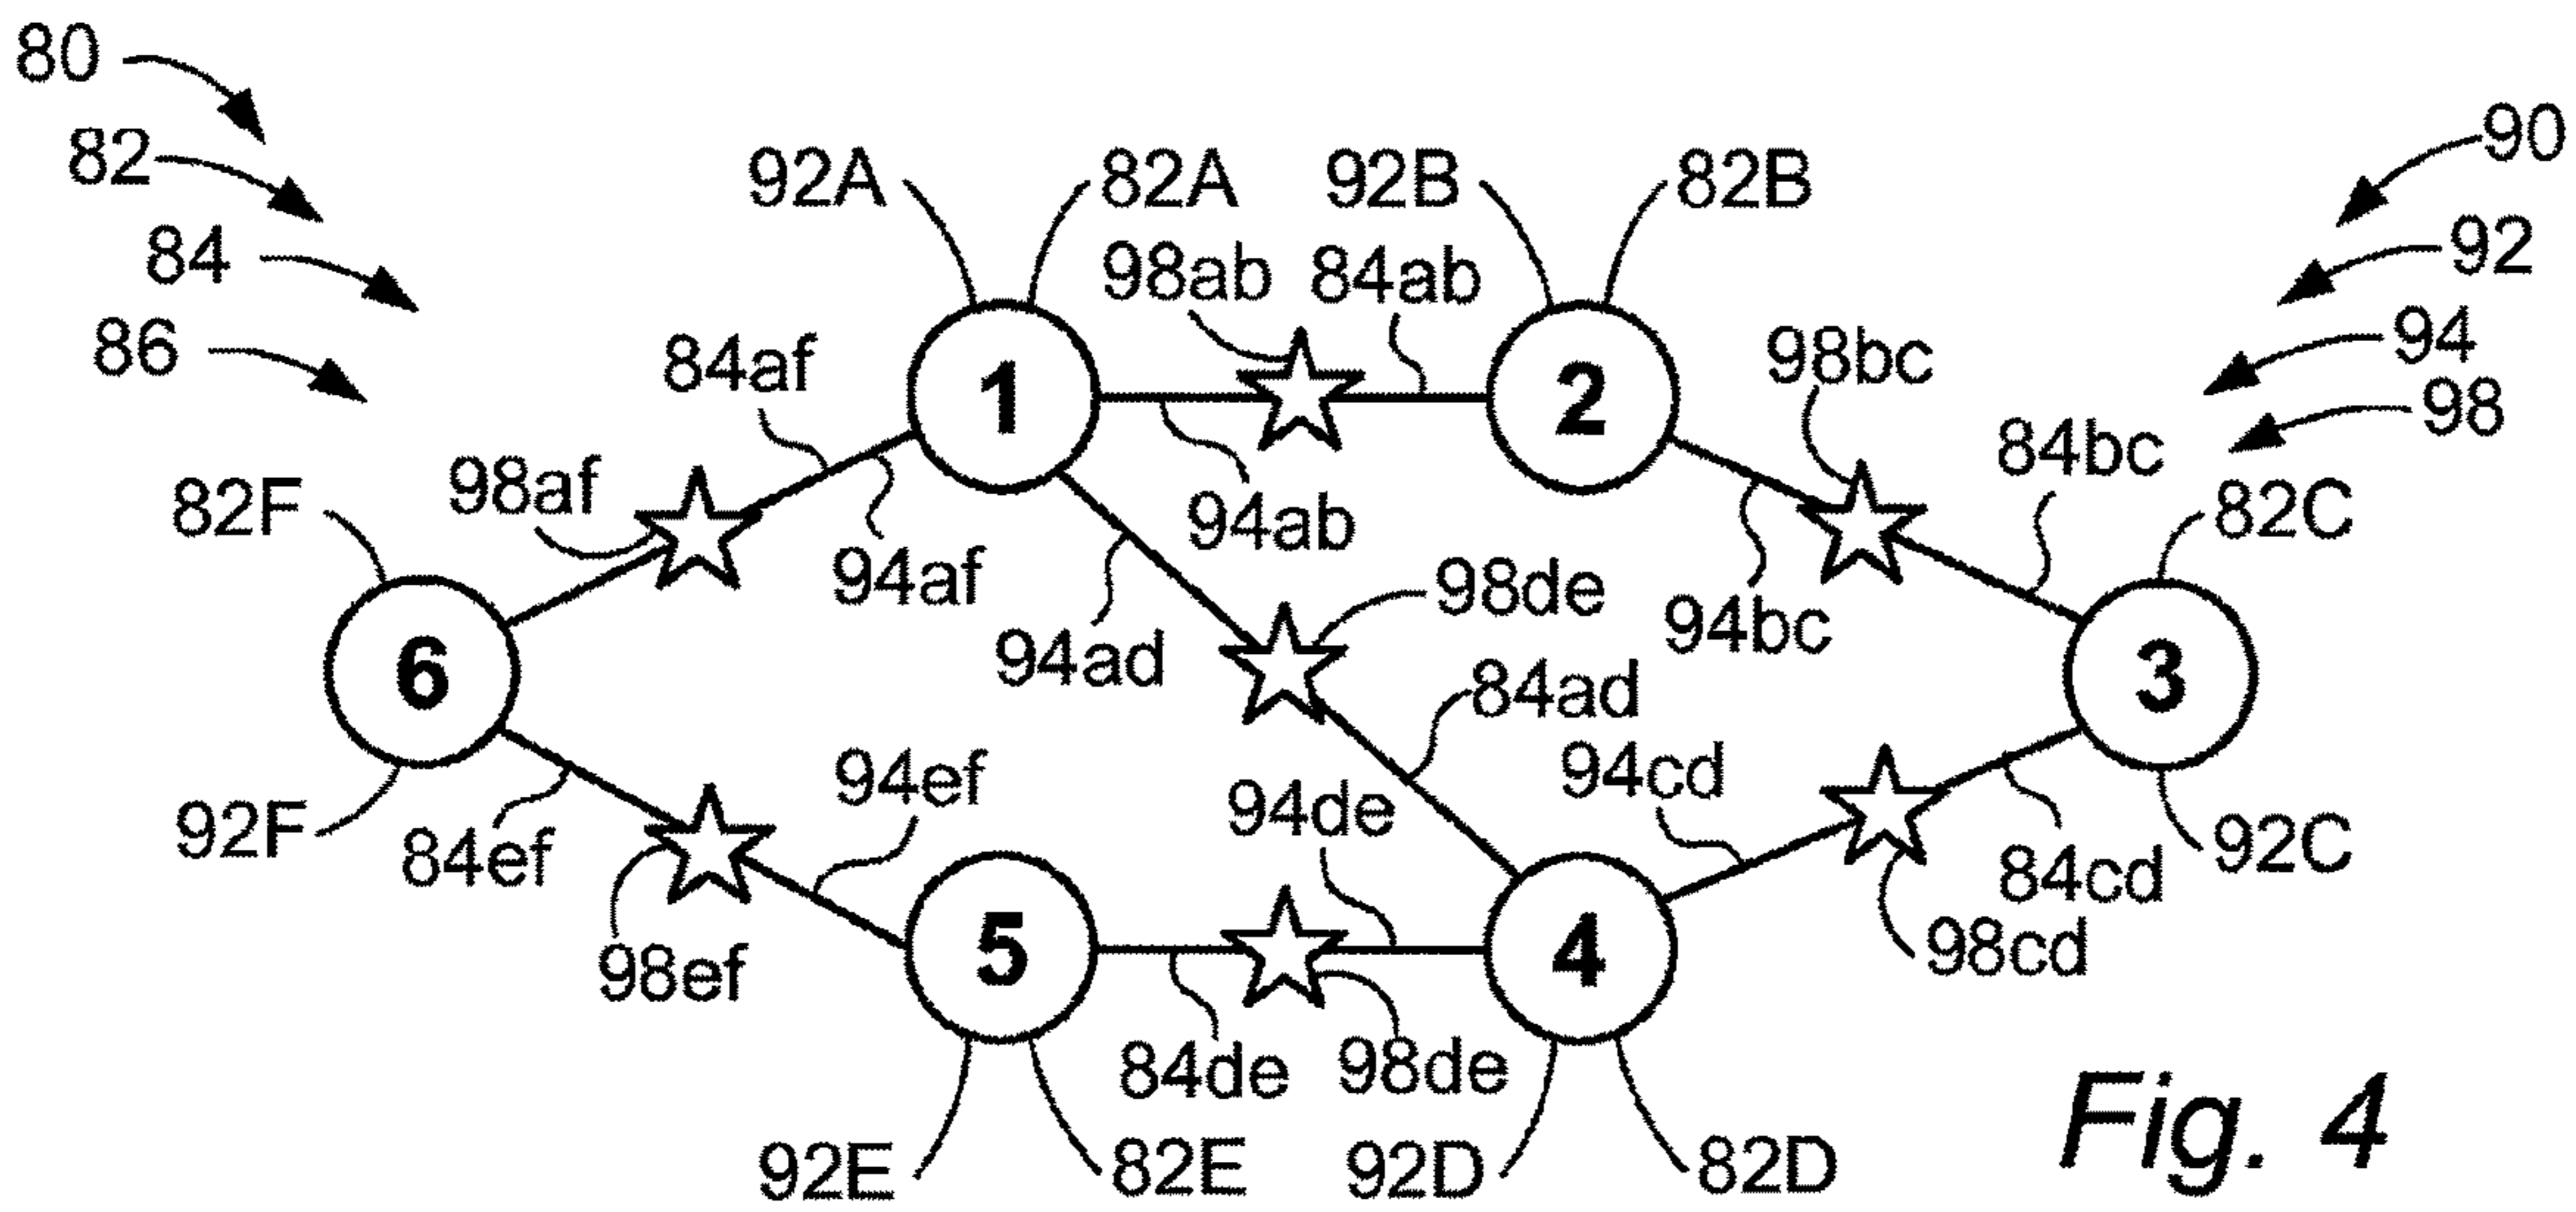 80
82
84
86
90
92
94
98
92A 82A 92B 82B
98ab 84ab
84af 98bc
1 2
84bc
98af 94ab
82F 82C
94af 98de
94ad 94bc
6 84ad 3
94ef 94de 94cd
92F 84ef 92C
84cd
98ef 5 4 98cd
84de 98de
92E 82E 92D 82D
Fig. 4